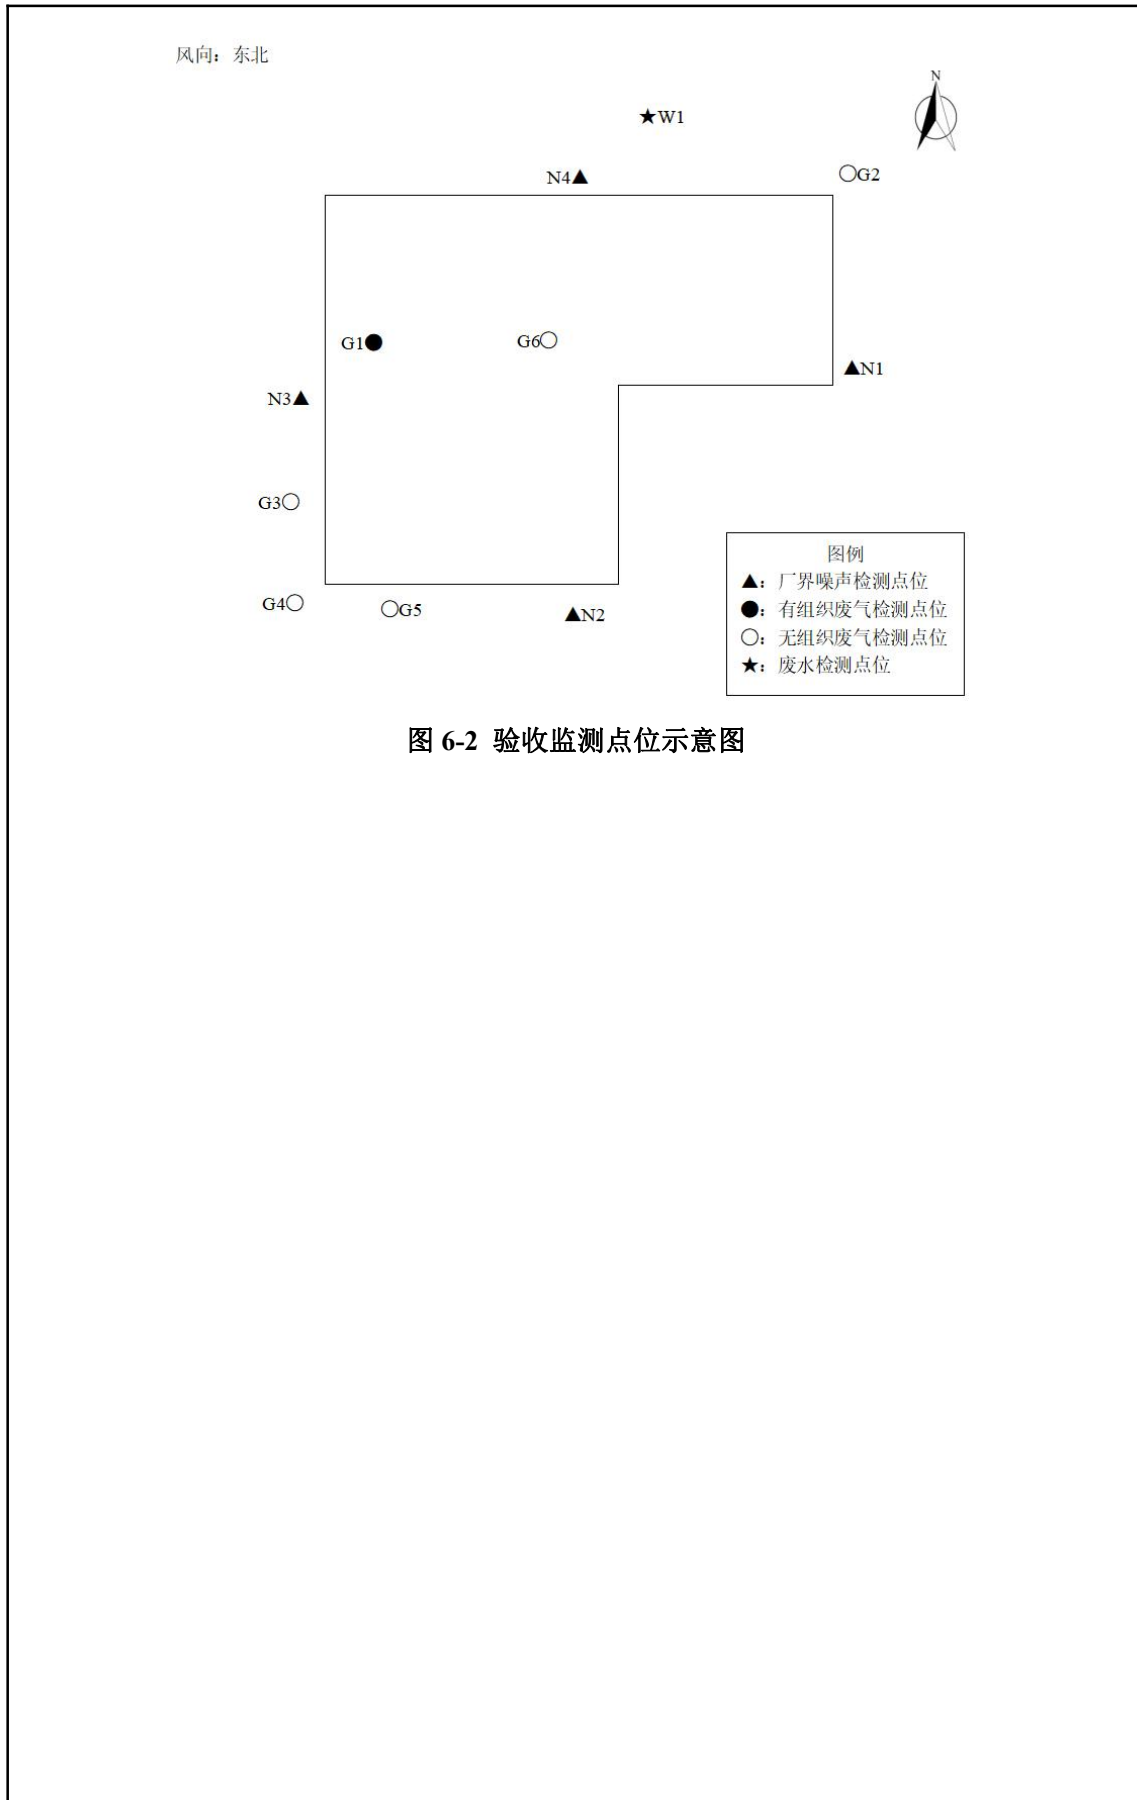 风向：东北
N
★W1
N4▲
○G2
G1●
G6○
▲N1
N3▲
G3○
G4○
○G5
▲N2
图例
▲：厂界噪声检测点位
●：有组织废气检测点位
○：无组织废气检测点位
★：废水检测点位
图 6-2 验收监测点位示意图